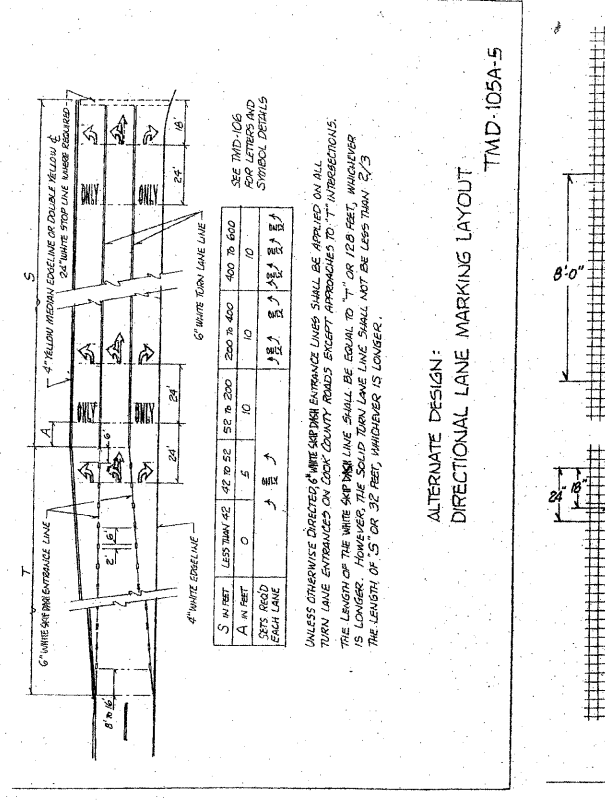 S
4" YELLOW MEDIAN EDGELINE OR DOUBLE YELLOW &
24" WHITE STOP LINE WHERE REQUIRED
T
6" WHITE SKIP DASH ENTRANCE LINE
A
6'
ONLY
ONLY
ONLY
ONLY
2'
6'
8' TO 16'
24'
24'
24'
18'
4" WHITE EDGELINE
6" WHITE TURN LANE LINE
S IN FEET LESS THAN 42 42 TO 52 52 TO 200 200 TO 400 400 TO 600
A IN FEET 0 5 10 10 10
SETS REQ'D
EACH LANE
SEE TMD-106
FOR LETTERS AND
SYMBOL DETAILS
UNLESS OTHERWISE DIRECTED, 6" WHITE SKIP DASH ENTRANCE LINES SHALL BE APPLIED ON ALL
TURN LANE ENTRANCES ON COOK COUNTY ROADS EXCEPT APPROACHES TO "T" INTERSECTIONS.
THE LENGTH OF THE WHITE SKIP DASH LINE SHALL BE EQUAL TO "T" OR 128 FEET, WHICHEVER
IS LONGER. HOWEVER, THE SOLID TURN LANE LINE SHALL NOT BE LESS THAN 2/3
THE LENGTH OF "S" OR 32 FEET, WHICHEVER IS LONGER.
ALTERNATE DESIGN:
DIRECTIONAL LANE MARKING LAYOUT
TMD-105A-5
8'-0"
24"
18"